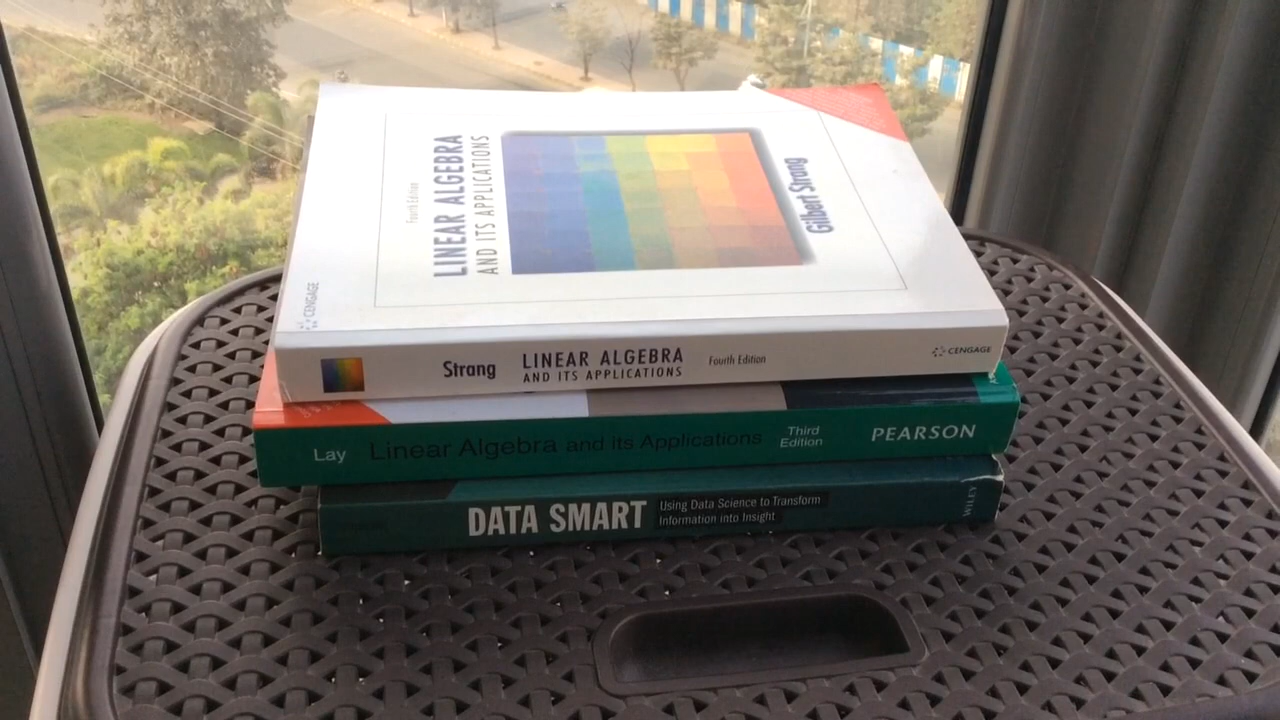 Fourth Edition
LINEAR ALGEBRA
AND ITS APPLICATIONS
Gilbert Strang
CENGAGE
Strang
LINEAR ALGEBRA
AND ITS APPLICATIONS
Fourth Edition
CENGAGE
Lay
Linear Algebra and its Applications
Third
Edition
PEARSON
DATA SMART
Using Data Science to Transform
Information into Insight
WILEY